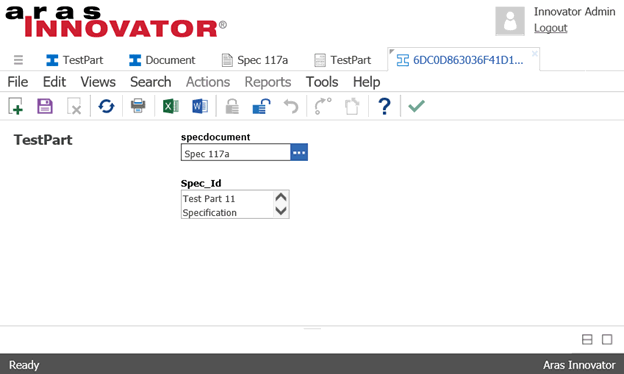 aras
INNOVATOR®
Innovator Admin
Logout
TestPart
Document
Spec 117a
TestPart
6DC0D863036F41D1...
File Edit Views Search Actions Reports Tools Help
TestPart
specdocument
Spec 117a
Spec_Id
Test Part 11
Specification
Ready
Aras Innovator